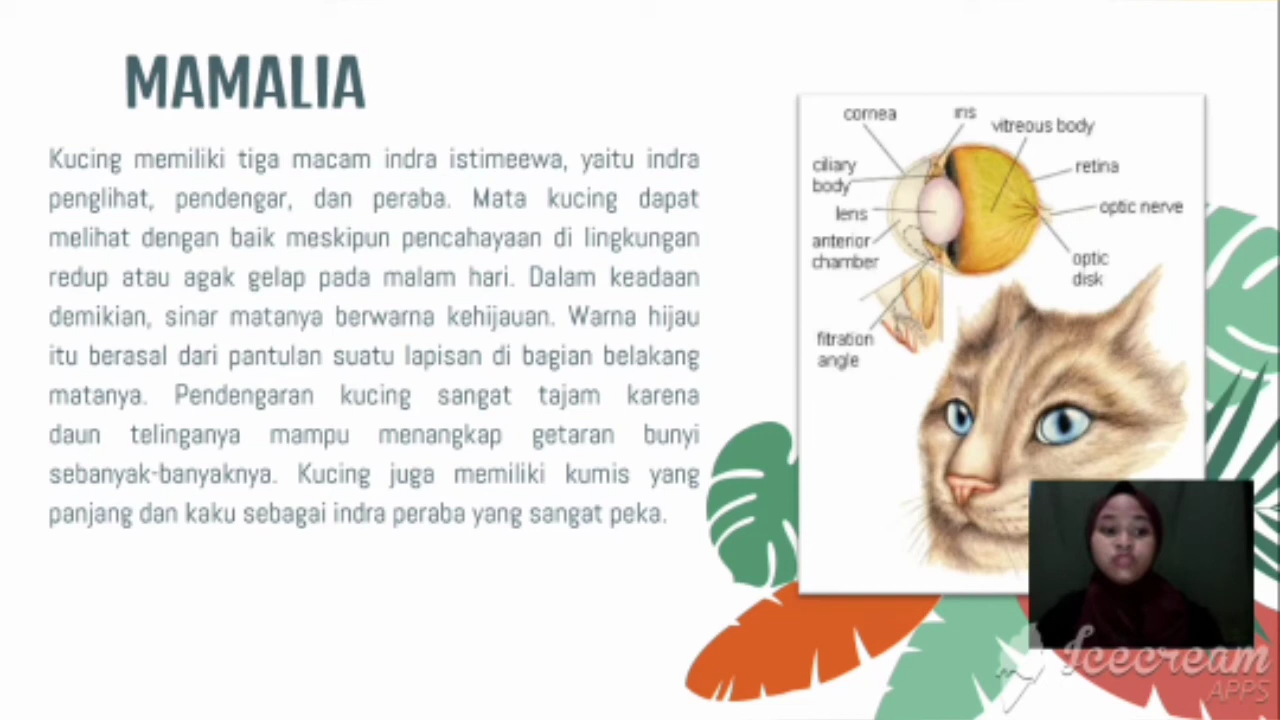 MAMALIA
Kucing memiliki tiga macam indra istimeewa, yaitu indra
penglihat, pendengar, dan peraba. Mata kucing dapat
melihat dengan baik meskipun pencahayaan di lingkungan
redup atau agak gelap pada malam hari. Dalam keadaan
demikian, sinar matanya berwarna kehijauan. Warna hijau
itu berasal dari pantulan suatu lapisan di bagian belakang
matanya. Pendengaran kucing sangat tajam karena
daun telinganya mampu menangkap getaran bunyi
sebanyak-banyaknya. Kucing juga memiliki kumis yang
panjang dan kaku sebagai indra peraba yang sangat peka.
cornea
iris
vitreous body
ciliary
body
retina
lens
optic nerve
anterior
chamber
optic
disk
filtration
angle
Icecream
APPS